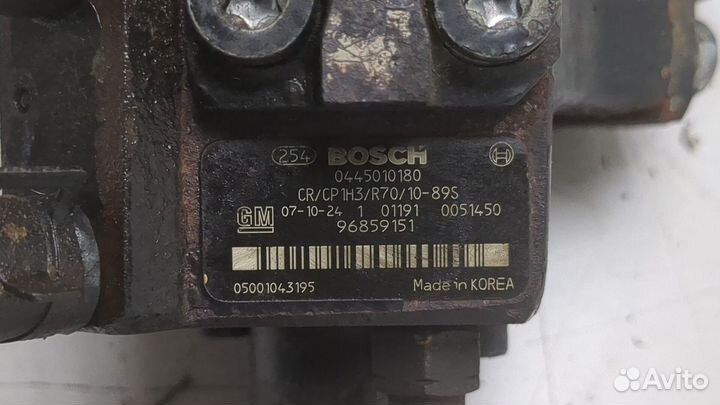 254 BOSCH
0445010180
CR/CP1H3/R70/10-89S
GM 07-10-24 1 01191 0051450
96859151
05001043195 Made in KOREA
Avito